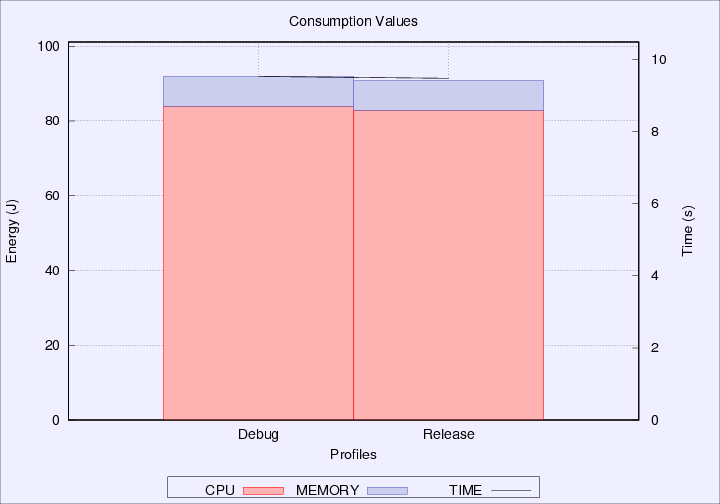 Consumption Values
100
80
60
40
20
0
Energy (J)
10
8
6
4
2
0
Time (s)
Debug Release
Profiles
CPU MEMORY TIME